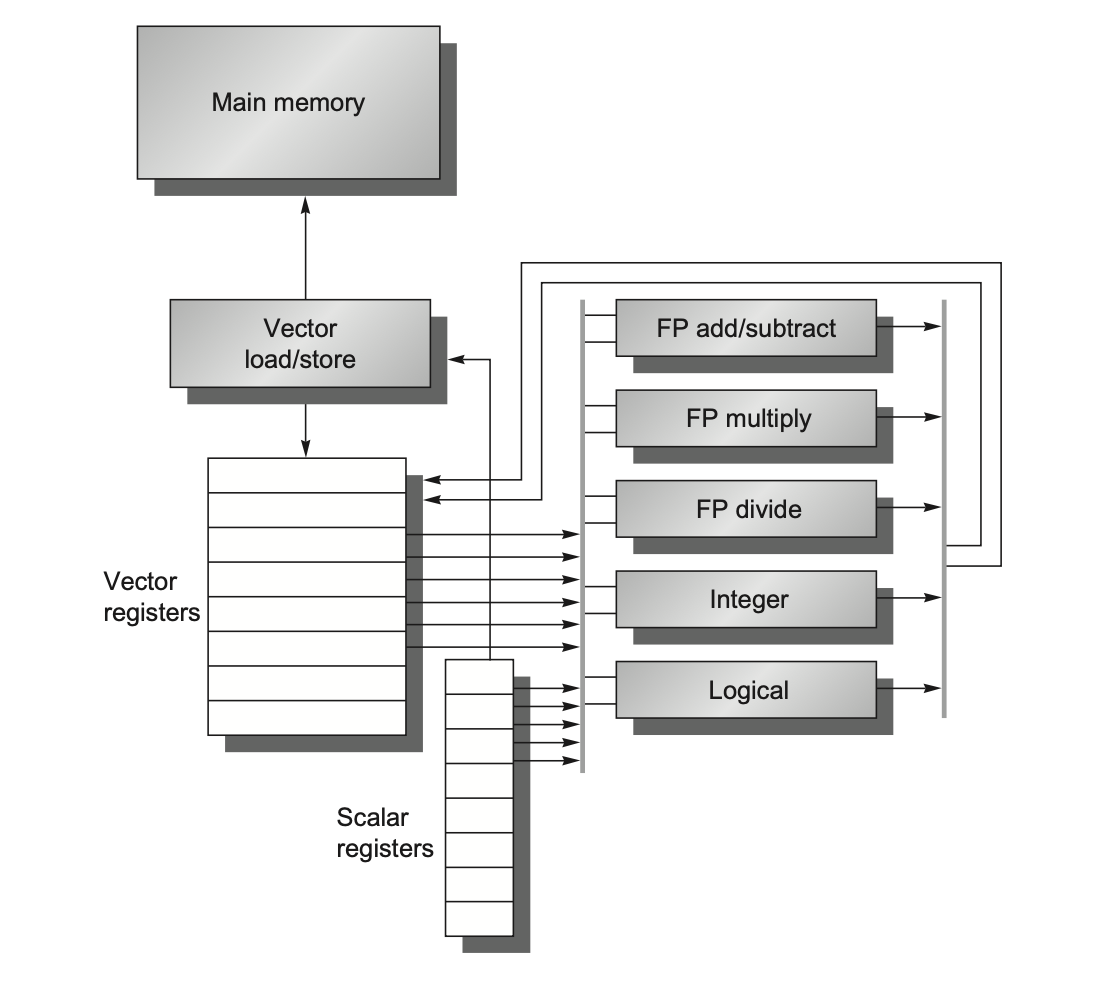 Main memory
Vector
load/store
FP add/subtract
FP multiply
FP divide
Integer
Logical
Vector
registers
Scalar
registers